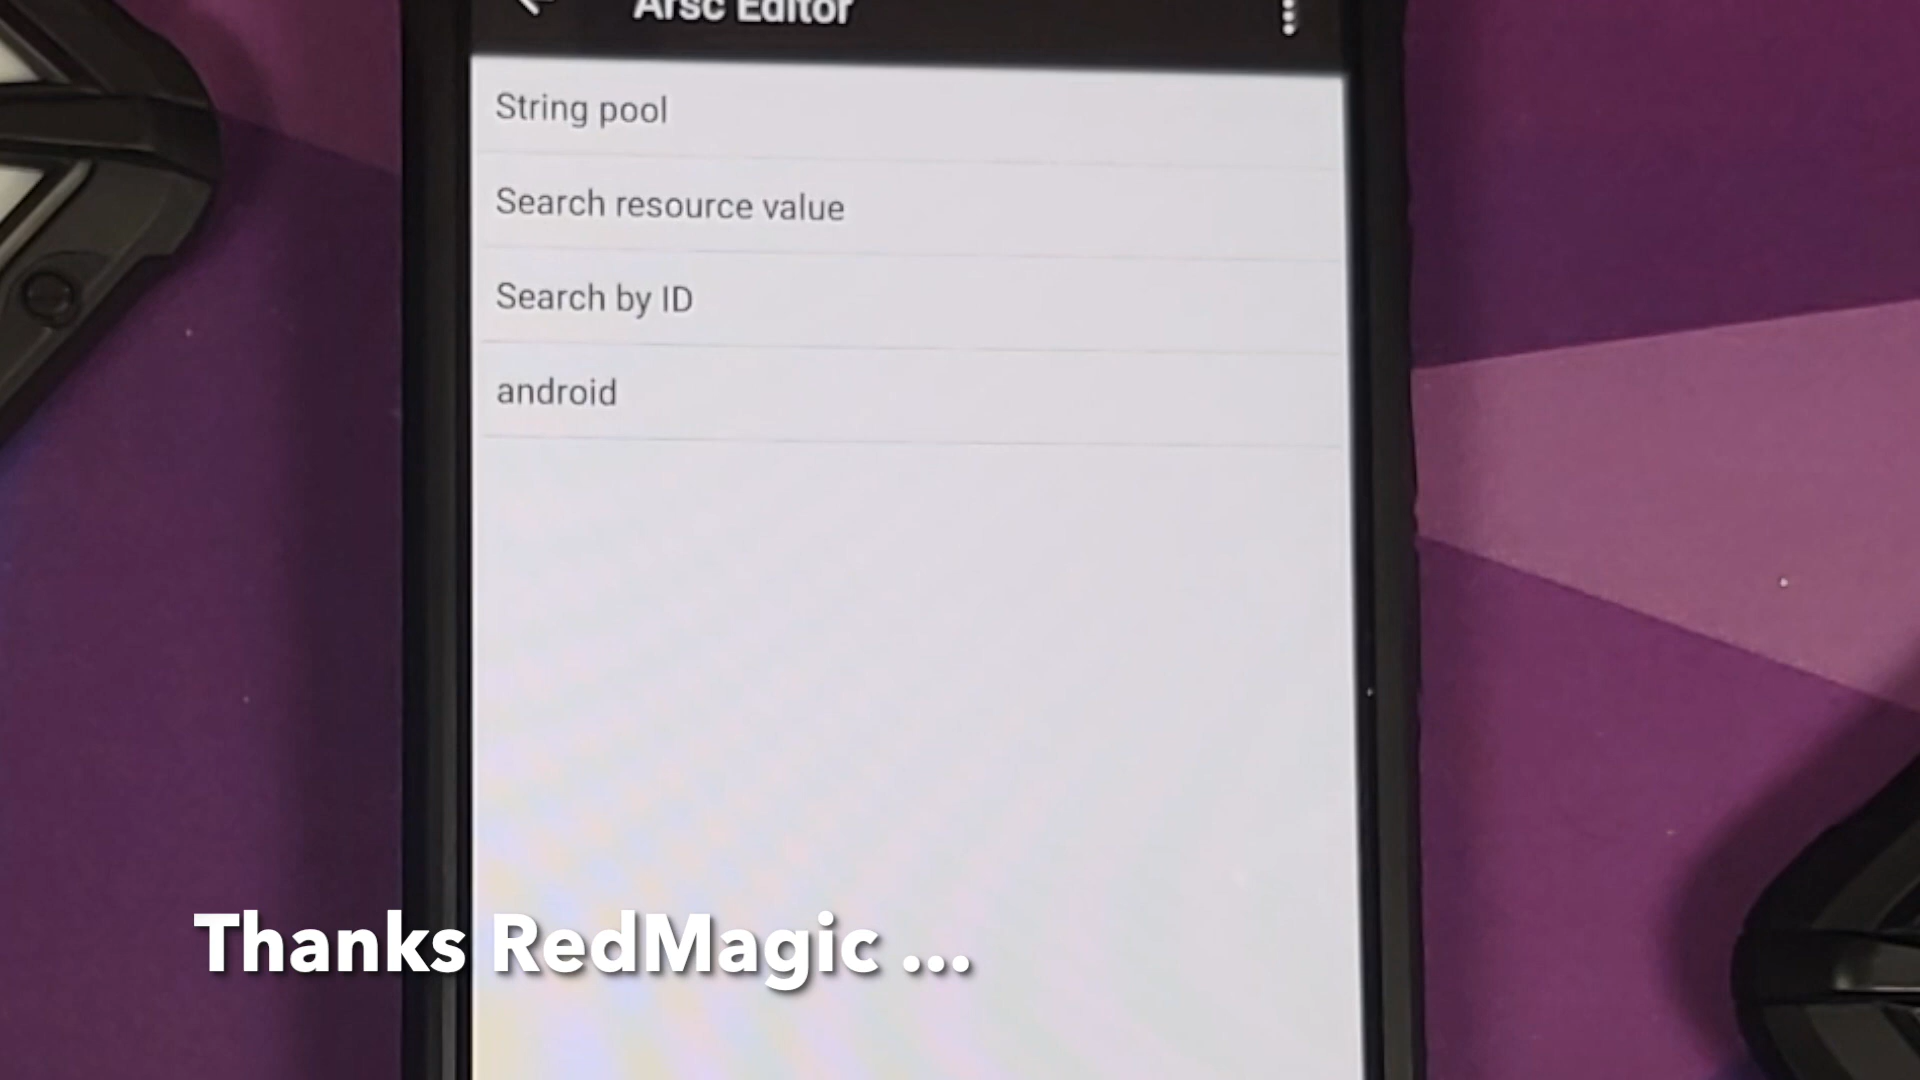 Arsc Editor
String pool
Search resource value
Search by ID
android
Thanks RedMagic ...